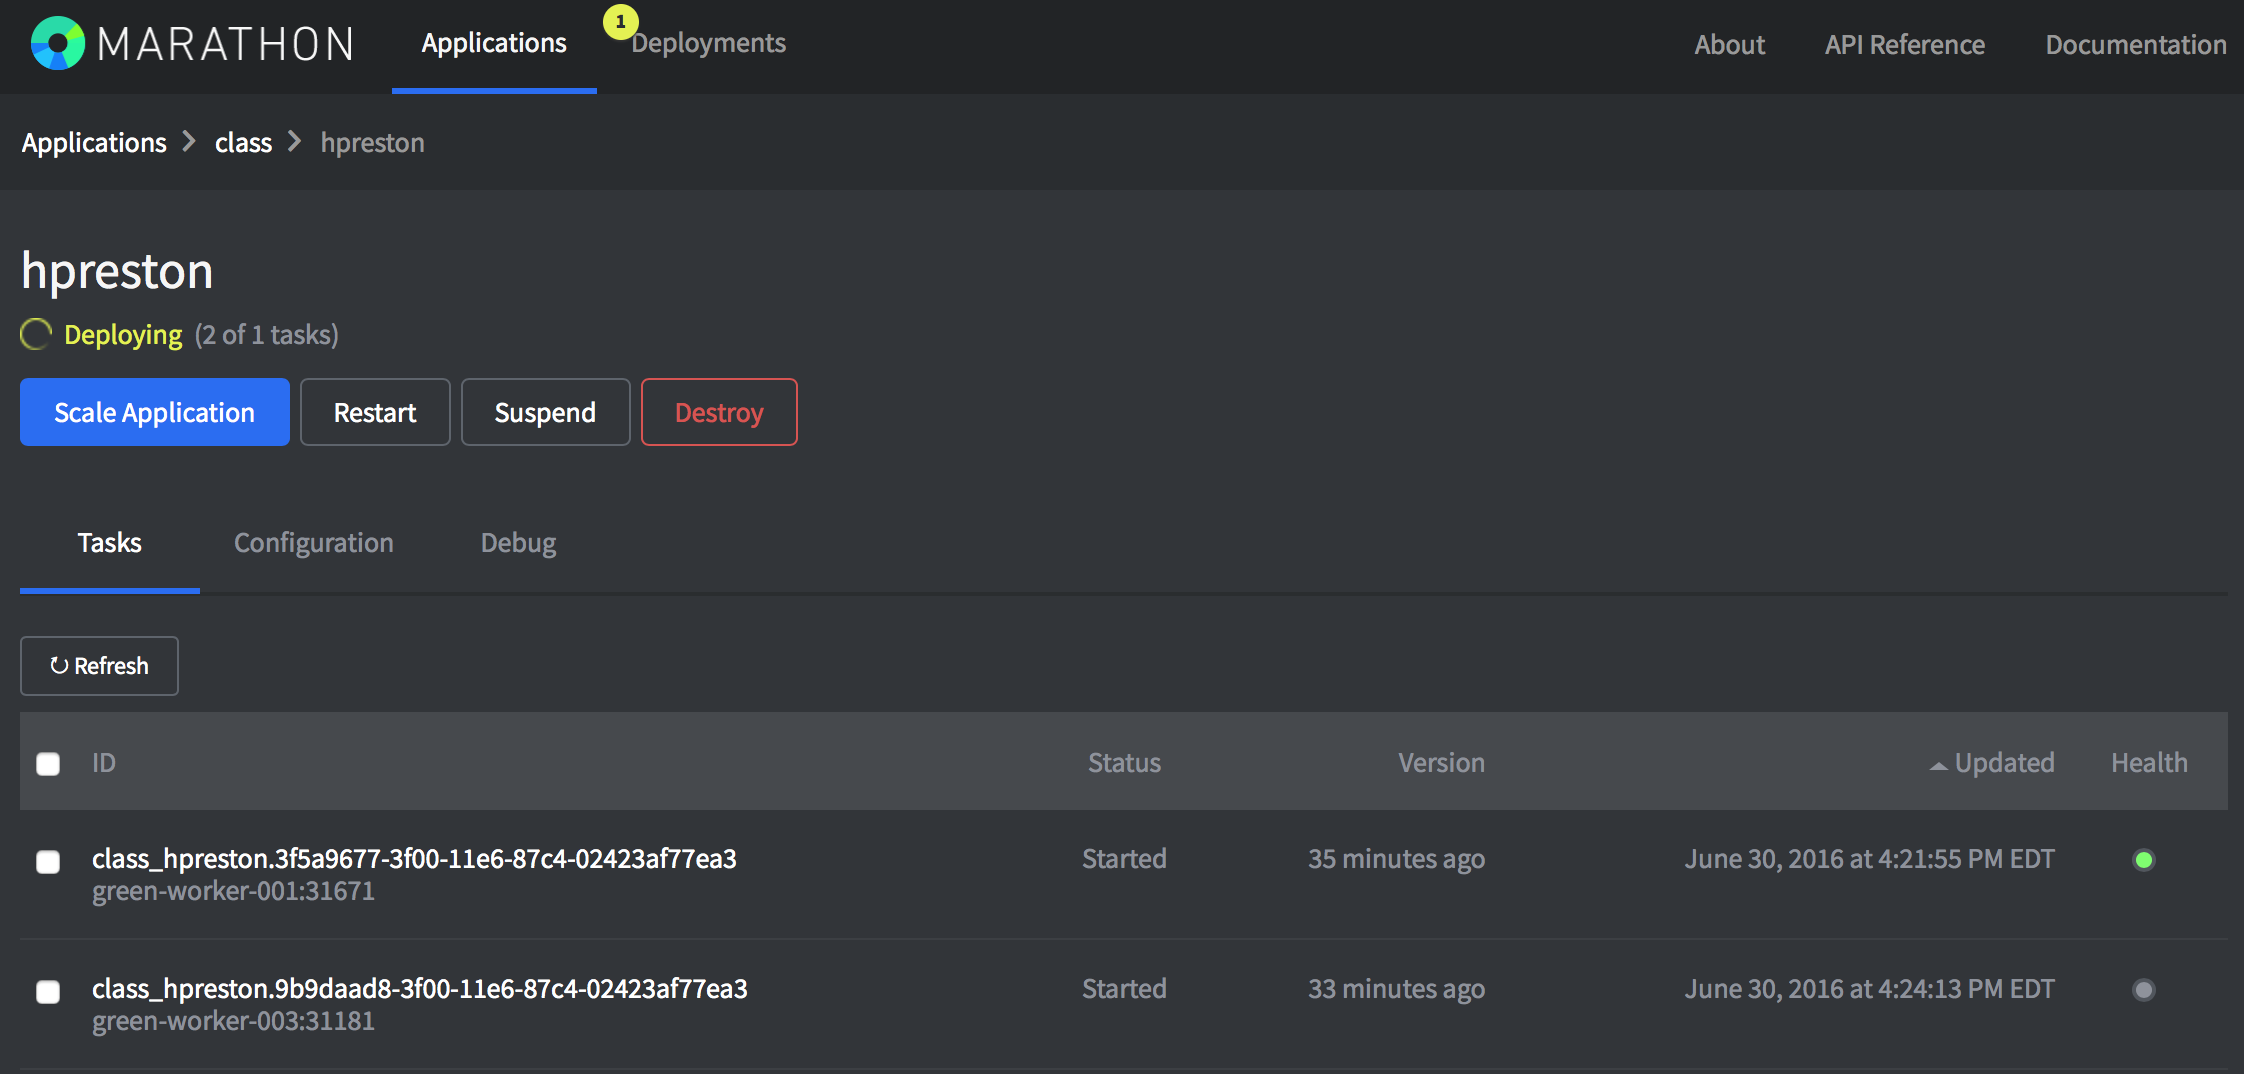 MARATHON Applications 1 Deployments About API Reference Documentation
Applications class hpreston
hpreston
Deploying (2 of 1 tasks)
Scale Application Restart Suspend Destroy
Tasks Configuration Debug
Refresh
ID Status Version Updated Health
class_hpreston.3f5a9677-3f00-11e6-87c4-02423af77ea3 Started 35 minutes ago June 30, 2016 at 4:21:55 PM EDT
green-worker-001:31671
class_hpreston.9b9daad8-3f00-11e6-87c4-02423af77ea3 Started 33 minutes ago June 30, 2016 at 4:24:13 PM EDT
green-worker-003:31181